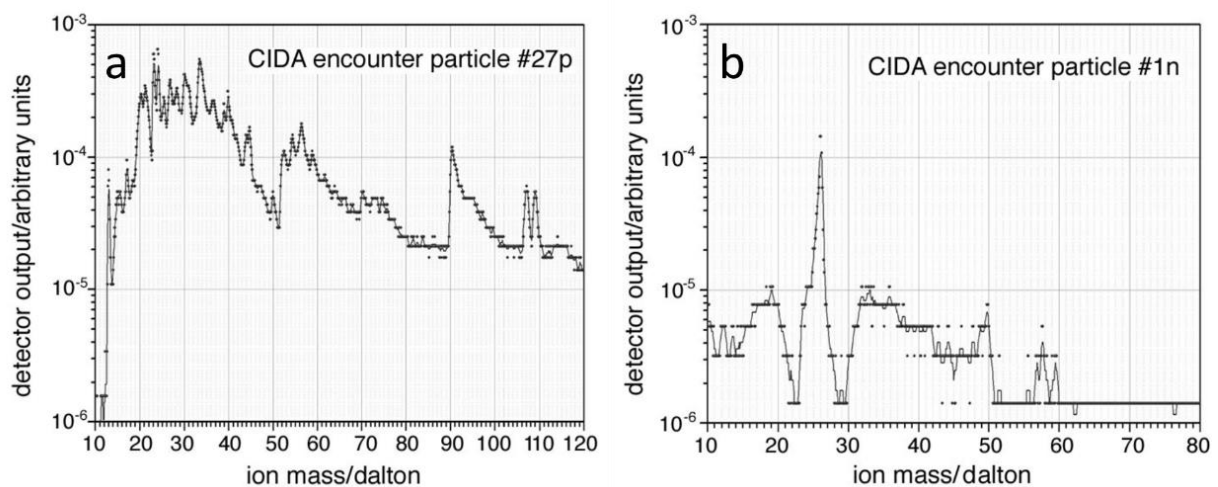 a
CIDA encounter particle #27p
detector output/arbitrary units
10-3
10-4
10-5
10-6
10 20 30 40 50 60 70 80 90 100 110 120
ion mass/dalton
b
CIDA encounter particle #1n
detector output/arbitrary units
10-3
10-4
10-5
10-6
10 20 30 40 50 60 70 80
ion mass/dalton